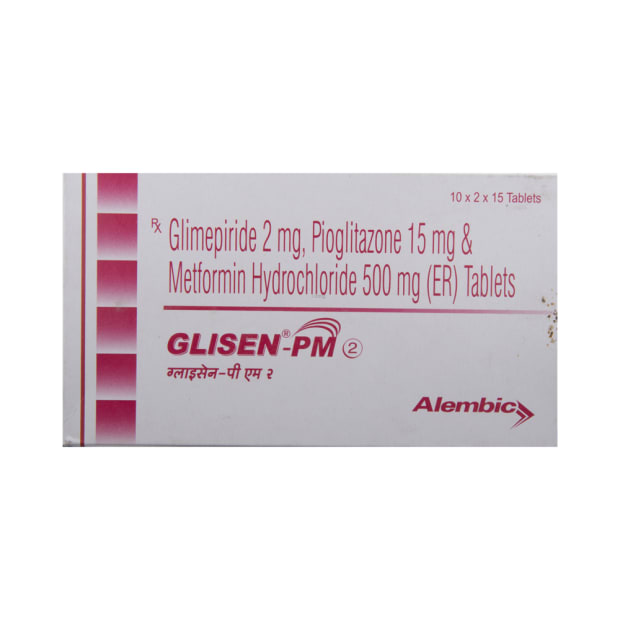 10 x 2 x 15 Tablets
Rx Glimepiride 2 mg, Pioglitazone 15 mg &
Metformin Hydrochloride 500 mg (ER) Tablets
GLISEN®-PM 2
ग्लाइसेन-पी एम २
Alembic